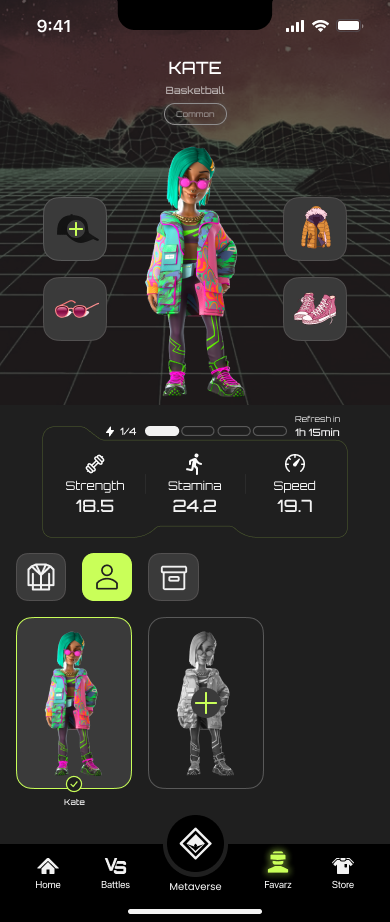 9:41
KATE
Basketball
Common
1/4
Refresh in
1h 15min
Strength
Stamina
Speed
18.5
24.2
19.7
Kate
VS
Home
Battles
Metaverse
Favarz
Store